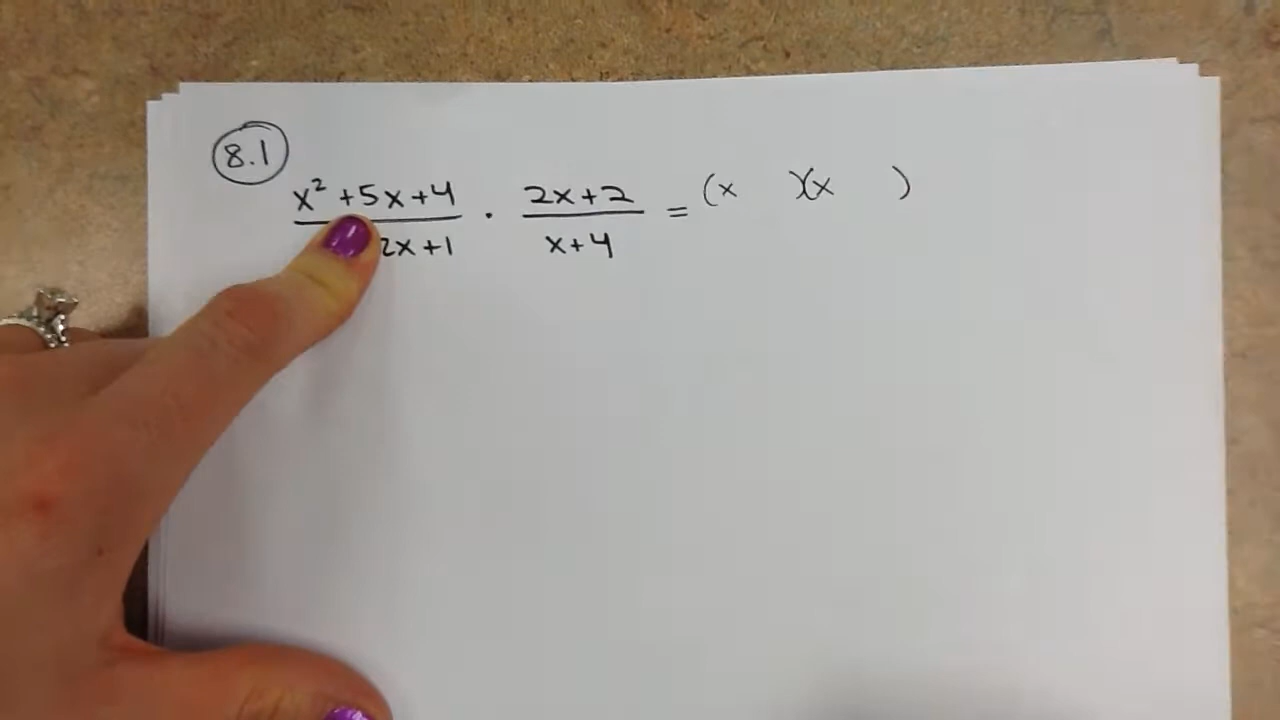 8.1
x² +5x+4 · 2x+2 = (x )(x )
2x+1 x+4